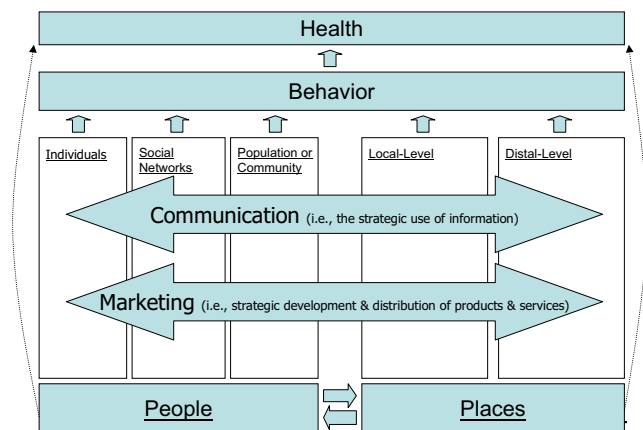 Health
Behavior
Individuals
Social
Networks
Population or
Community
Local-Level
Distal-Level
Communication (i.e., the strategic use of information)
Marketing (i.e., strategic development & distribution of products & services)
People
Places